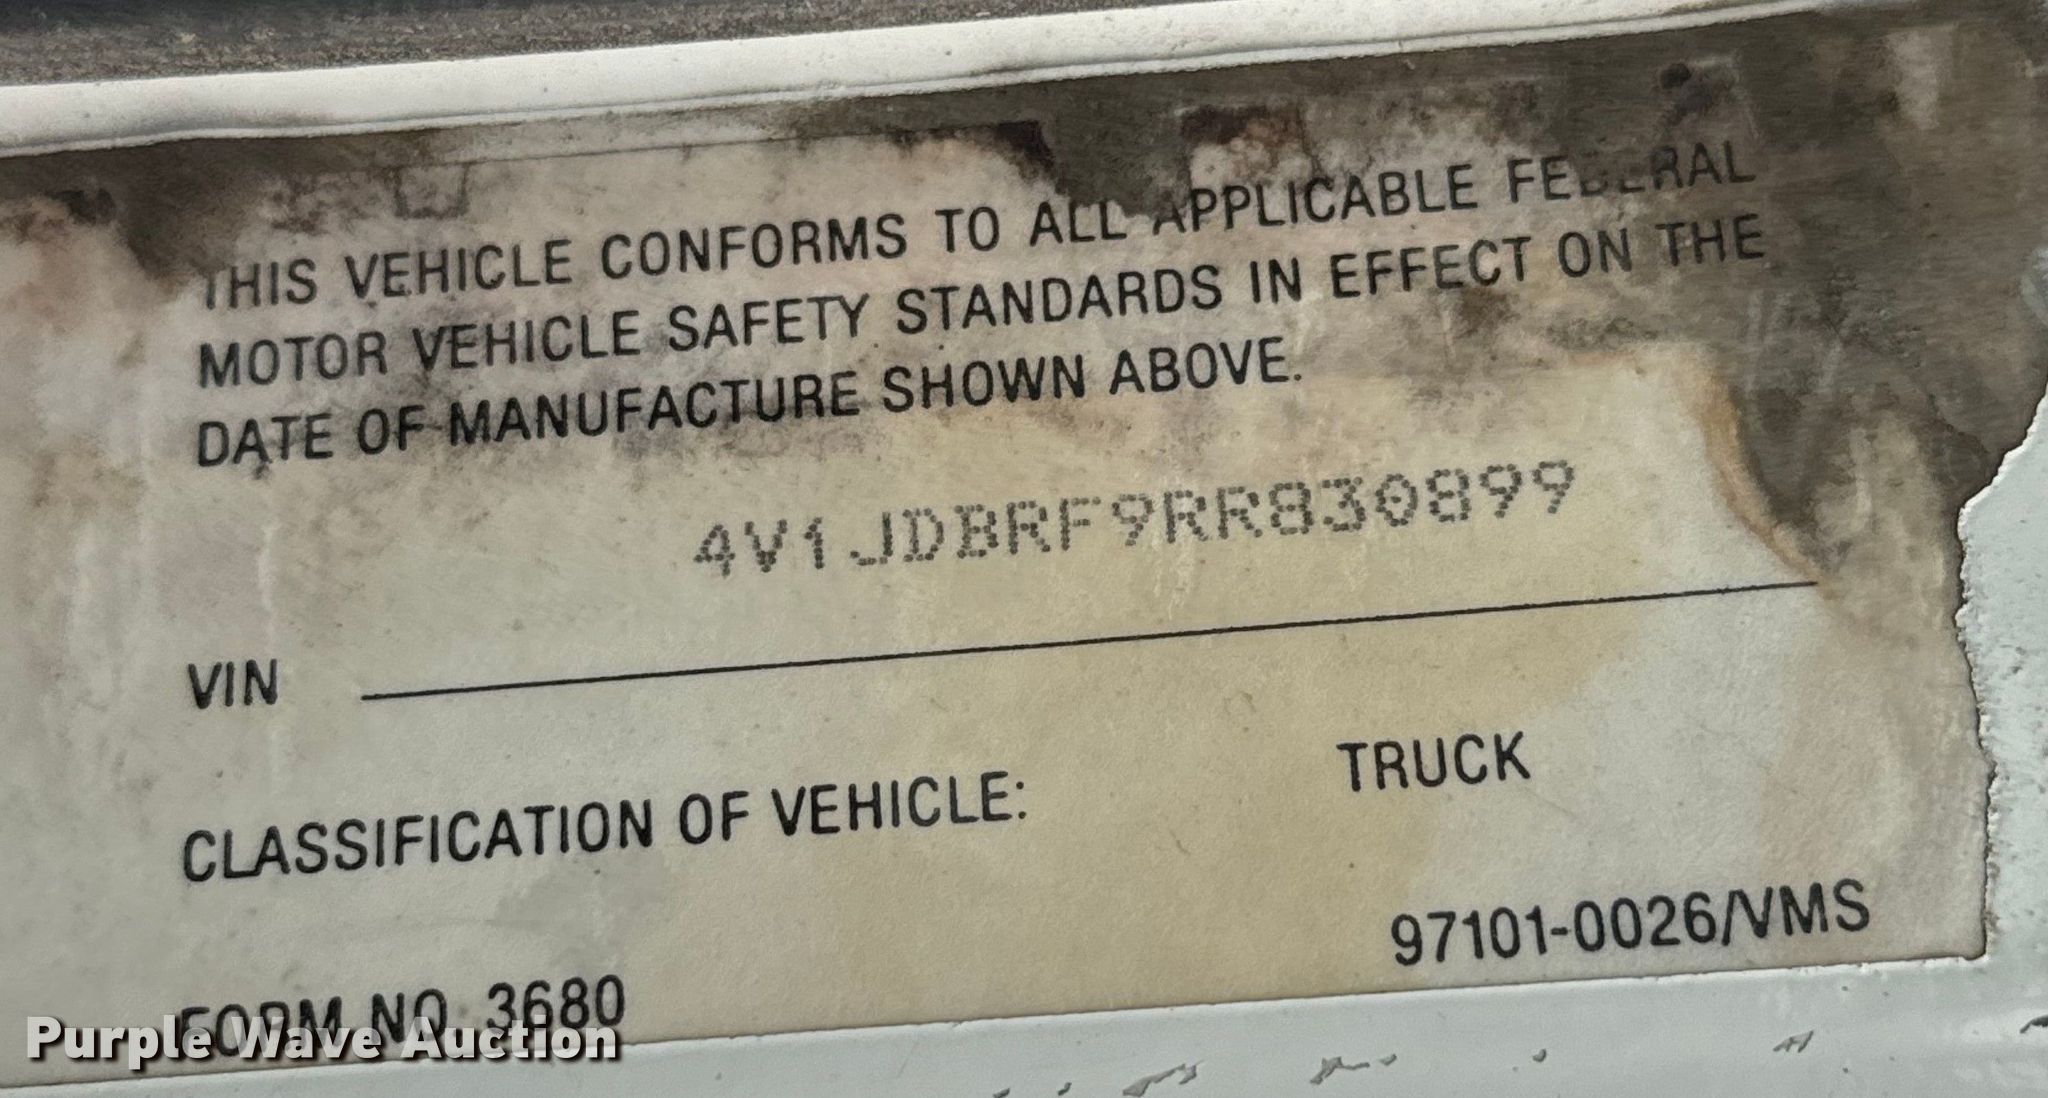 THIS VEHICLE CONFORMS TO ALL APPLICABLE FEDERAL
MOTOR VEHICLE SAFETY STANDARDS IN EFFECT ON THE
DATE OF MANUFACTURE SHOWN ABOVE.
4V1JDBRF9RR830899
VIN
CLASSIFICATION OF VEHICLE: TRUCK
FORM NO. 3680 97101-0026/VMS
Purple Wave Auction